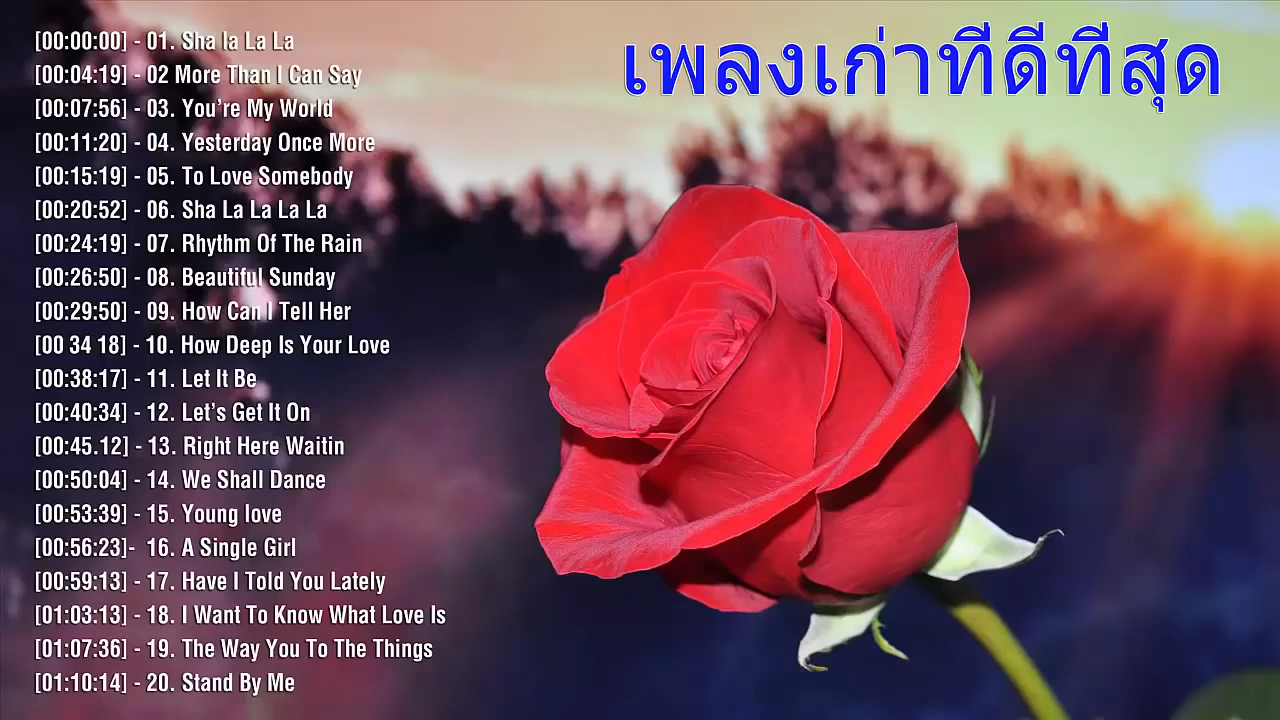 เพลงเก่าทีดีทีสุด
[00:00:00] - 01. Sha la La La
[00:04:19] - 02 More Than I Can Say
[00:07:56] - 03. You're My World
[00:11:20] - 04. Yesterday Once More
[00:15:19] - 05. To Love Somebody
[00:20:52] - 06. Sha La La La La
[00:24:19] - 07. Rhythm Of The Rain
[00:26:50] - 08. Beautiful Sunday
[00:29:50] - 09. How Can I Tell Her
[00 34 18] - 10. How Deep Is Your Love
[00:38:17] - 11. Let It Be
[00:40:34] - 12. Let's Get It On
[00:45.12] - 13. Right Here Waitin
[00:50:04] - 14. We Shall Dance
[00:53:39] - 15. Young love
[00:56:23]-  16. A Single Girl
[00:59:13] - 17. Have I Told You Lately
[01:03:13] - 18. I Want To Know What Love Is
[01:07:36] - 19. The Way You To The Things
[01:10:14] - 20. Stand By Me